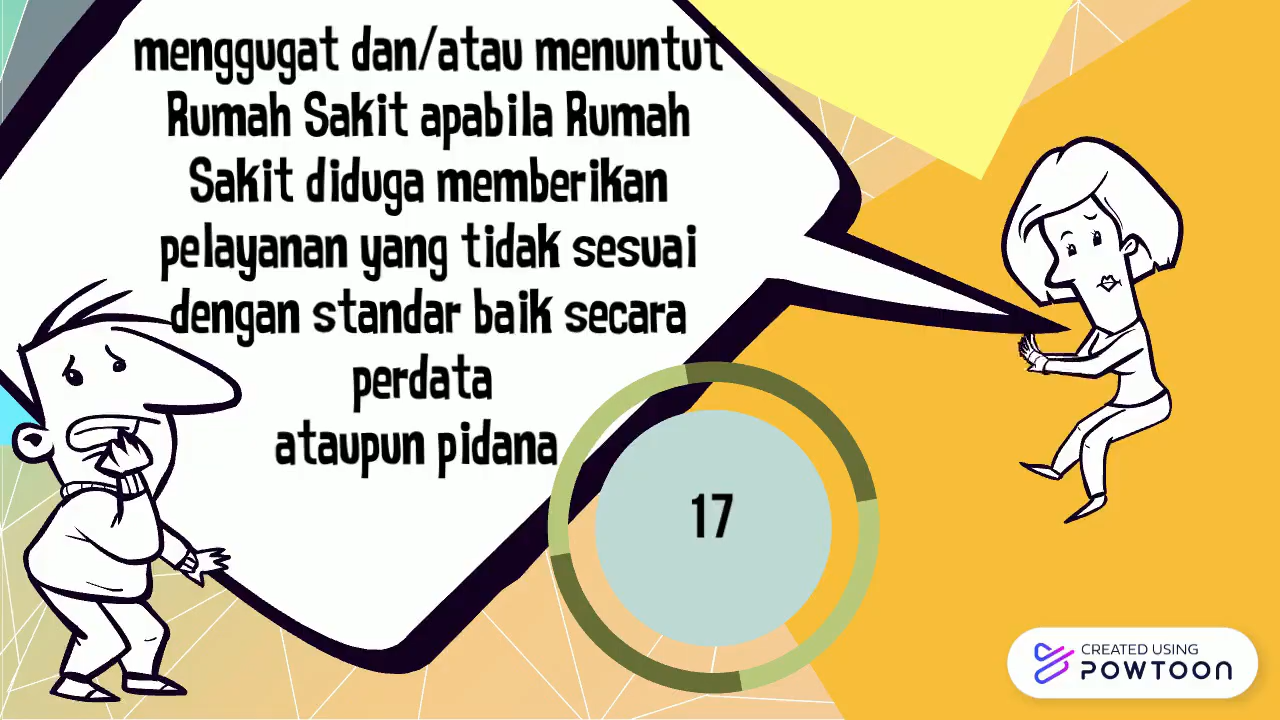 menggugat dan/atau menuntut
Rumah Sakit apabila Rumah
Sakit diduga memberikan
pelayanan yang tidak sesuai
dengan standar baik secara
perdata
ataupun pidana
17
CREATED USING
POWTOON